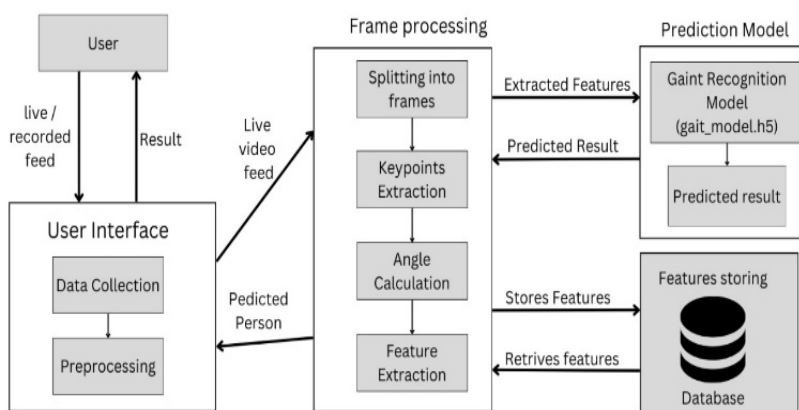 User
live /
recorded
feed
Result
User Interface
Data Collection
Preprocessing
Live
video
feed
Pedicted
Person
Frame processing
Splitting into
frames
Keypoints
Extraction
Angle
Calculation
Feature
Extraction
Extracted Features
Predicted Result
Stores Features
Retrives features
Prediction Model
Gaint Recognition
Model
(gait_model.h5)
Predicted result
Features storing
Database